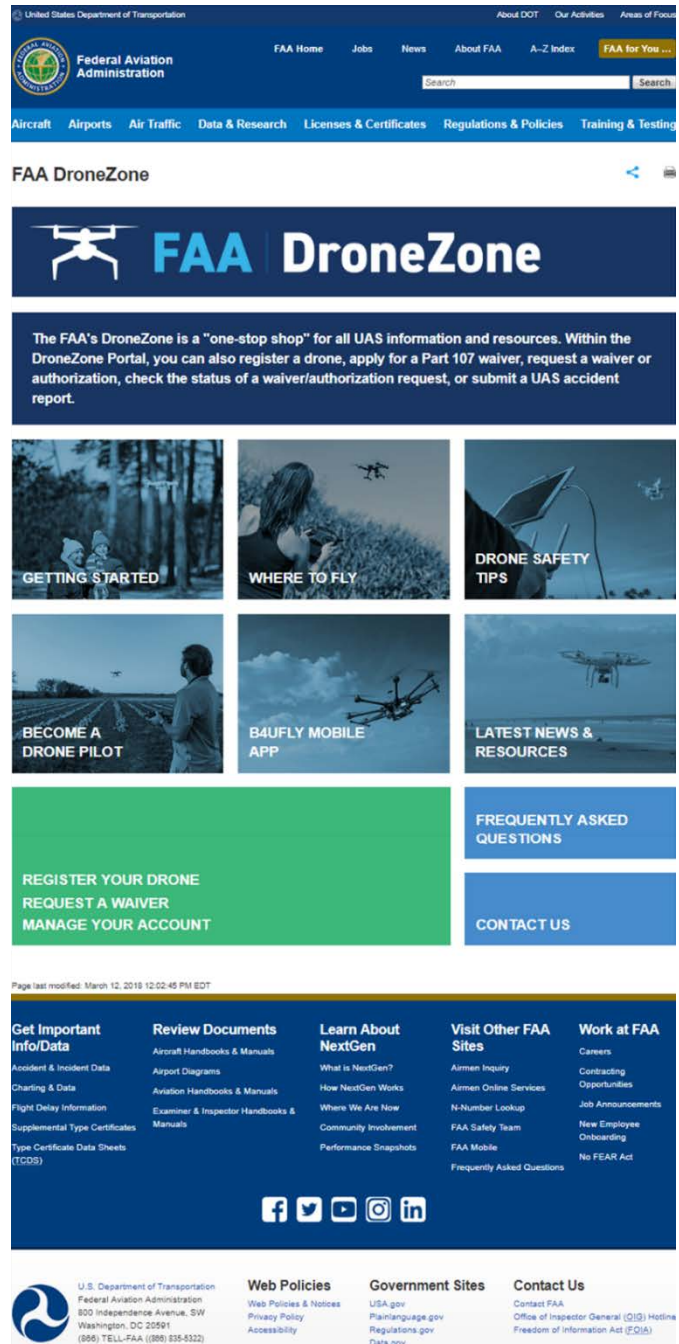 United States Department of Transportation
About DOT Our Activities Areas of Focus
Federal Aviation
Administration
FAA Home Jobs News About FAA A–Z Index FAA for You ...
Search Search
Aircraft Airports Air Traffic Data & Research Licenses & Certificates Regulations & Policies Training & Testing
FAA DroneZone
FAA DroneZone
The FAA's DroneZone is a "one-stop shop" for all UAS information and resources. Within the
DroneZone Portal, you can also register a drone, apply for a Part 107 waiver, request a waiver or
authorization, check the status of a waiver/authorization request, or submit a UAS accident
report.
GETTING STARTED
WHERE TO FLY
DRONE SAFETY
TIPS
BECOME A
DRONE PILOT
B4UFLY MOBILE
APP
LATEST NEWS &
RESOURCES
REGISTER YOUR DRONE
REQUEST A WAIVER
MANAGE YOUR ACCOUNT
FREQUENTLY ASKED
QUESTIONS
CONTACT US
Page last modified: March 12, 2018 12:02:45 PM EDT
Get Important
Info/Data
Accident & Incident Data
Charting & Data
Flight Delay Information
Supplemental Type Certificates
Type Certificate Data Sheets
(TCDS)
Review Documents
Aircraft Handbooks & Manuals
Airport Diagrams
Aviation Handbooks & Manuals
Examiner & Inspector Handbooks &
Manuals
Learn About
NextGen
What is NextGen?
How NextGen Works
Where We Are Now
Community Involvement
Performance Snapshots
Visit Other FAA
Sites
Airmen Inquiry
Airmen Online Services
N-Number Lookup
FAA Safety Team
FAA Mobile
Frequently Asked Questions
Work at FAA
Careers
Contracting
Opportunities
Job Announcements
New Employee
Onboarding
No FEAR Act
U.S. Department of Transportation
Federal Aviation Administration
800 Independence Avenue, SW
Washington, DC 20591
(866) TELL-FAA ((866) 835-5322)
Web Policies
Web Policies & Notices
Privacy Policy
Accessibility
Government Sites
USA.gov
Plainlanguage.gov
Regulations.gov
Data.gov
Contact Us
Contact FAA
Office of Inspector General (OIG) Hotline
Freedom of Information Act (FOIA)